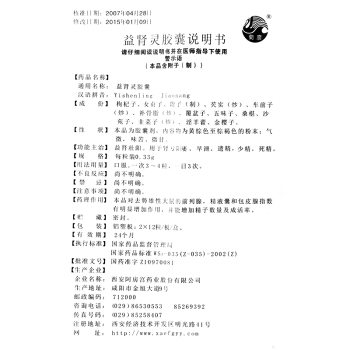 核准日期:2007年04月28日
修改日期:2015年01月09日
益肾灵胶囊说明书
请仔细阅读说明书并在医师指导下使用
警示语
(本品含附子(制))
【药品名称】
通用名称:益肾灵胶囊
汉语拼音:Yishenling Jiaonang
【成 份】枸杞子、女贞子、附子(制)、芡实(炒)、车前子
(炒)、补骨脂(炒)、覆盆子、五味子、桑椹、沙
苑子、韭菜子(炒)、淫羊藿、金樱子。
【性 状】本品为胶囊剂,内容物为黄棕色至棕褐色的粉末;气
微,味苦、微甘。
【功能主治】益肾壮阳。用于肾亏阳痿、早泄、遗精、少精、死精。
【规 格】每粒装0.33g
【用法用量】口服。一次3~4粒,一日3次。
【不良反应】尚不明确。
【禁 忌】尚不明确。
【注意事项】尚不明确。
【药理作用】本品对去势雄性大鼠的前列腺、精液囊和包皮腺指数
有明显增加作用,并能增加精子数量及成活率。
【贮 藏】密封。
【包 装】铝塑板:2×12粒/板/盒。
【有 效 期】24个月
【执行标准】国家药品监督管理局
国家药品标准WS-035(Z-035)-2002(Z)
【批准文号】国药准字Z10970081
【生产企业】
企业名称:西安阿房宫药业股份有限公司
生产地址:咸阳市金旭大道9号
邮政编码:712000
电话号码:(029)86530553 85269392
传真号码:(029)85258407
注册地址:西安经济技术开发区明光路41号
网 址:http://www.xaefgyy.com